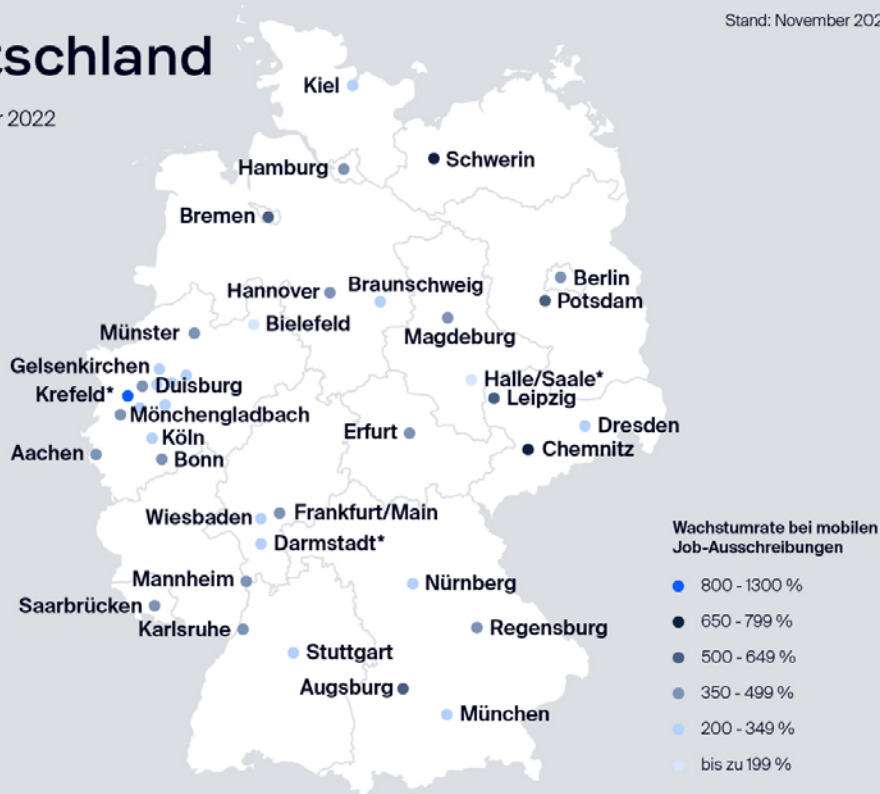 Stand: November 202
tschland
r 2022
Kiel
Schwerin
Hamburg
Bremen
Berlin
Braunschweig
Hannover
Potsdam
Bielefeld
Münster
Magdeburg
Gelsenkirchen
Halle/Saale*
Duisburg
Krefeld*
Leipzig
Mönchengladbach
Dresden
Erfurt
Köln
Chemnitz
Aachen
Bonn
Frankfurt/Main
Wiesbaden
Darmstadt*
Mannheim
Nürnberg
Saarbrücken
Karlsruhe
Regensburg
Stuttgart
Augsburg
München
Wachstumrate bei mobilen
Job-Ausschreibungen
800 - 1300 %
650 - 799 %
500 - 649 %
350 - 499 %
200 - 349 %
bis zu 199 %